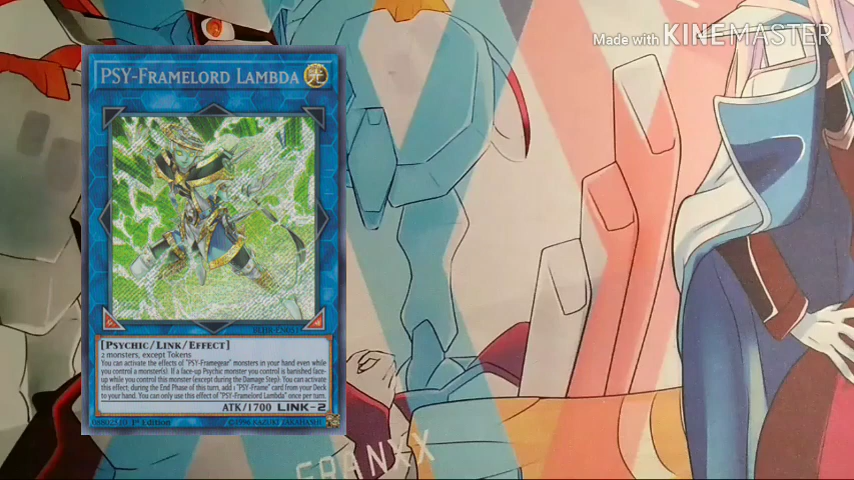 Made with KINEMASTER
PSY-FRAMELORD LAMBDA
[PSYCHIC/LINK/EFFECT]
2 monsters, except Tokens
You can activate the effects of "PSY-Framegear" monsters in your hand even while
you control a monster(s). If a face-up Psychic monster you control is banished face-
up while you control this monster (except during the Damage Step): You can activate
this effect; during the End Phase of this turn, add 1 "PSY-Frame" card from your Deck
to your hand. You can only use this effect of "PSY-Framelord Lambda" once per turn.
ATK/1700 LINK-2
1st Edition
©1996 KAZUKI TAKAHASHI
FRANXX